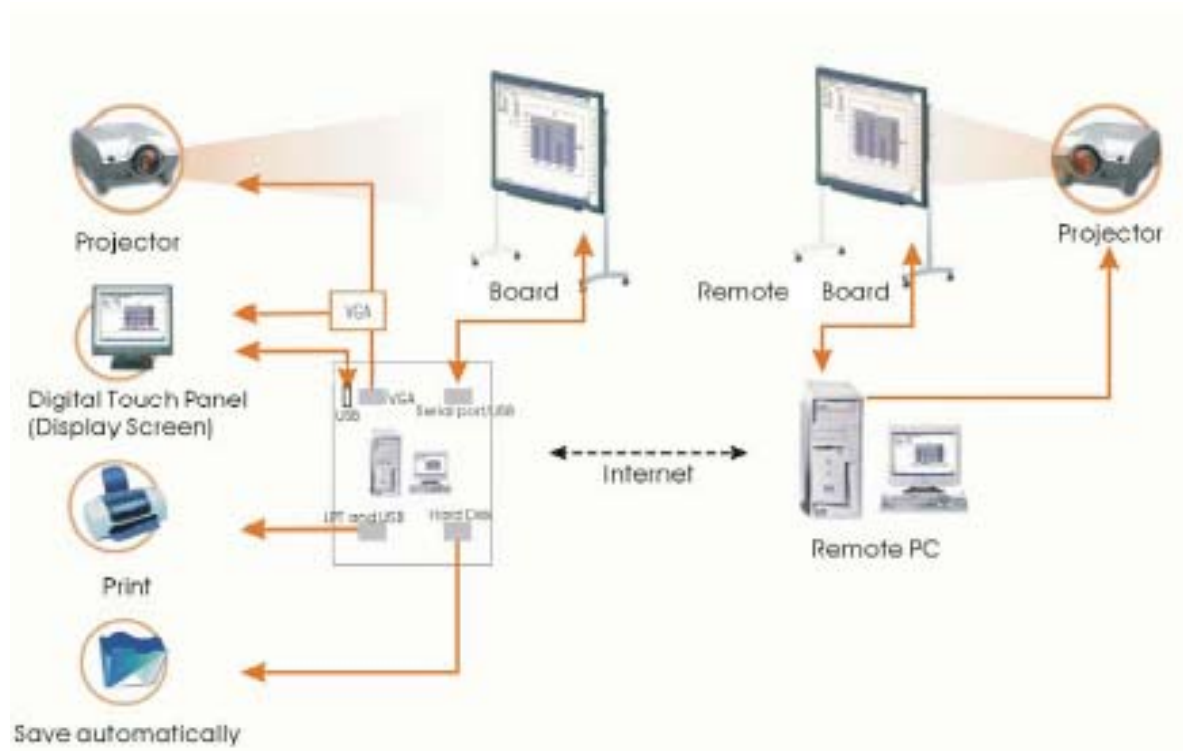 Projector
Board
Remote Board
Projector
VGA
Digital Touch Panel
(Display Screen)
USB
VGA
Serial port/USB
Internet
LPT and USB
Hard Disk
Remote PC
Print
Save automatically